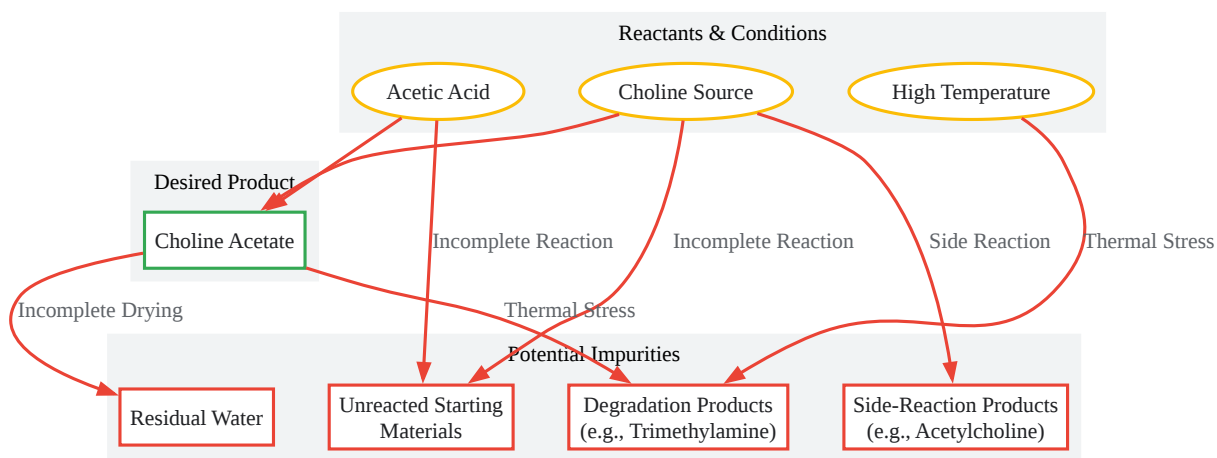 Reactants & Conditions
Acetic Acid
Choline Source
High Temperature
Desired Product
Choline Acetate
Incomplete Reaction
Incomplete Reaction
Side Reaction
Thermal Stress
Incomplete Drying
Thermal Stress
Potential Impurities
Residual Water
Unreacted Starting
Materials
Degradation Products
(e.g., Trimethylamine)
Side-Reaction Products
(e.g., Acetylcholine)